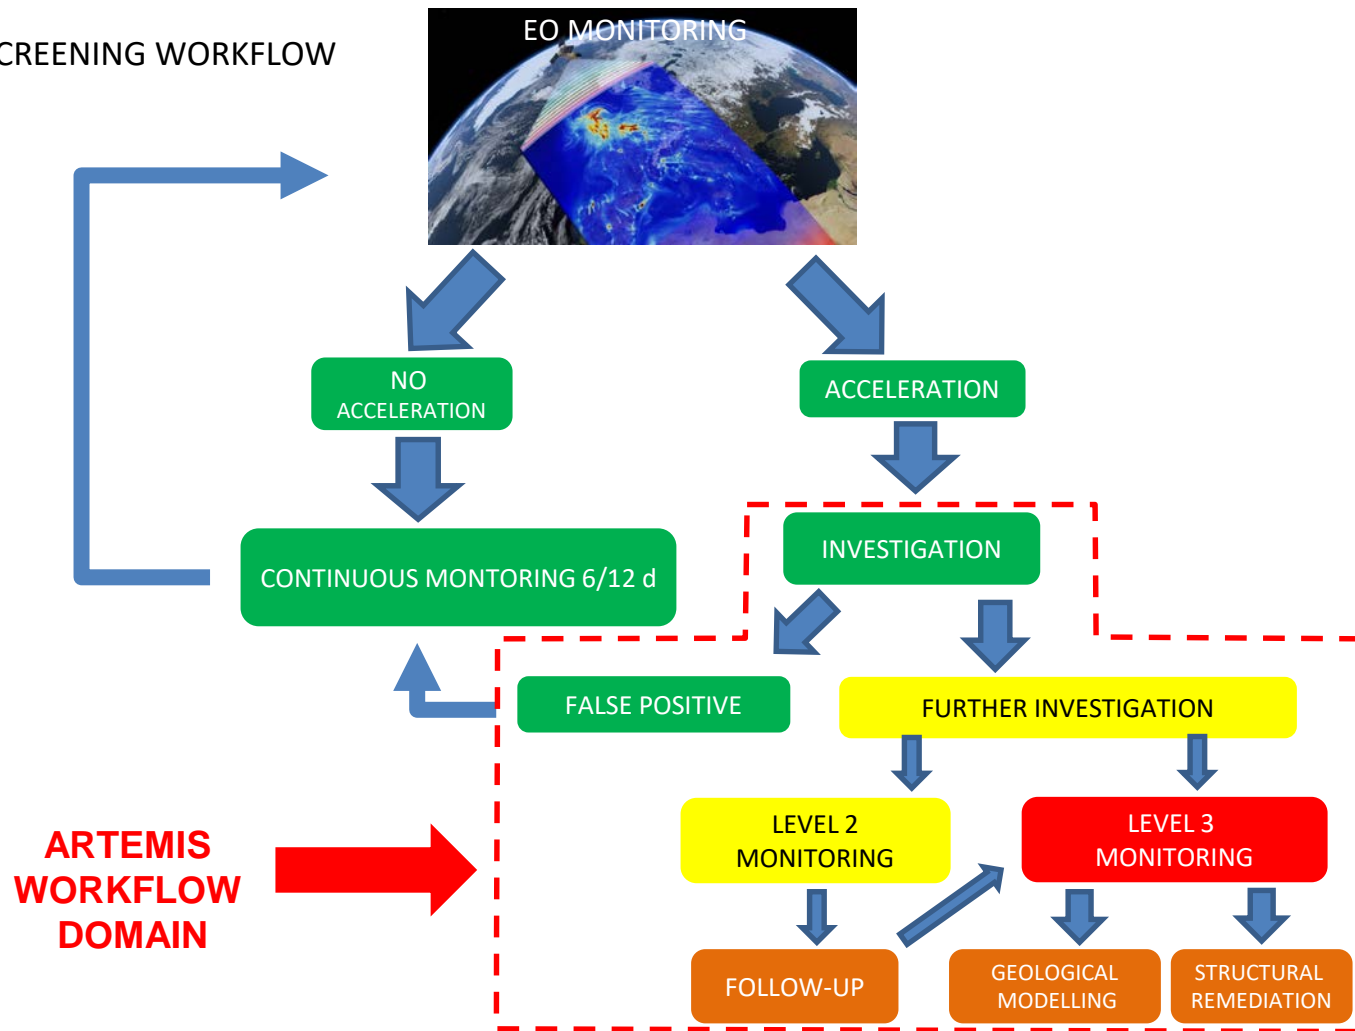 EO MONITORING
CREENING WORKFLOW
NO
ACCELERATION
ACCELERATION
CONTINUOUS MONTORING 6/12 d
INVESTIGATION
FALSE POSITIVE
FURTHER INVESTIGATION
LEVEL 2
MONITORING
LEVEL 3
MONITORING
ARTEMIS
WORKFLOW
DOMAIN
FOLLOW-UP
GEOLOGICAL
MODELLING
STRUCTURAL
REMEDIATION